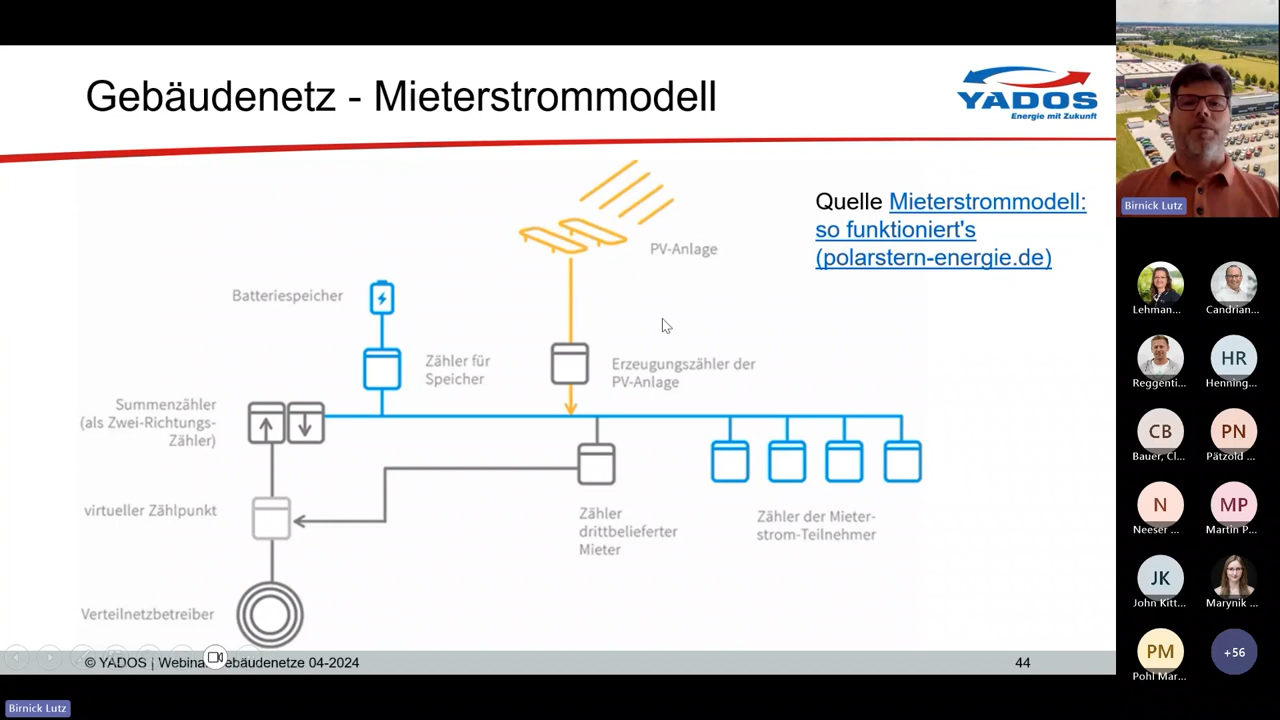 Gebäudenetz - Mieterstrommodell
YADOS
Energie mit Zukunft
Quelle Mieterstrommodell:
so funktioniert's
(polarstern-energie.de)
PV-Anlage
Batteriespeicher
Zähler für
Speicher
Erzeugungszähler der
PV-Anlage
Summenzähler
(als Zwei-Richtungs-
Zähler)
virtueller Zählpunkt
Zähler
drittbelieferter
Mieter
Zähler der Mieter-
strom-Teilnehmer
Verteilnetzbetreiber
© YADOS | Webinar ebäudenetze 04-2024
44
Birnick Lutz
Birnick Lutz
Lehman...
Candrian...
Reggenti...
HR
Henning...
CB
Bauer, Cl...
PN
Pätzold ...
N
Neeser ...
MP
Martin P...
JK
John Kitt...
Marynik ...
PM
Pohl Mar...
+56